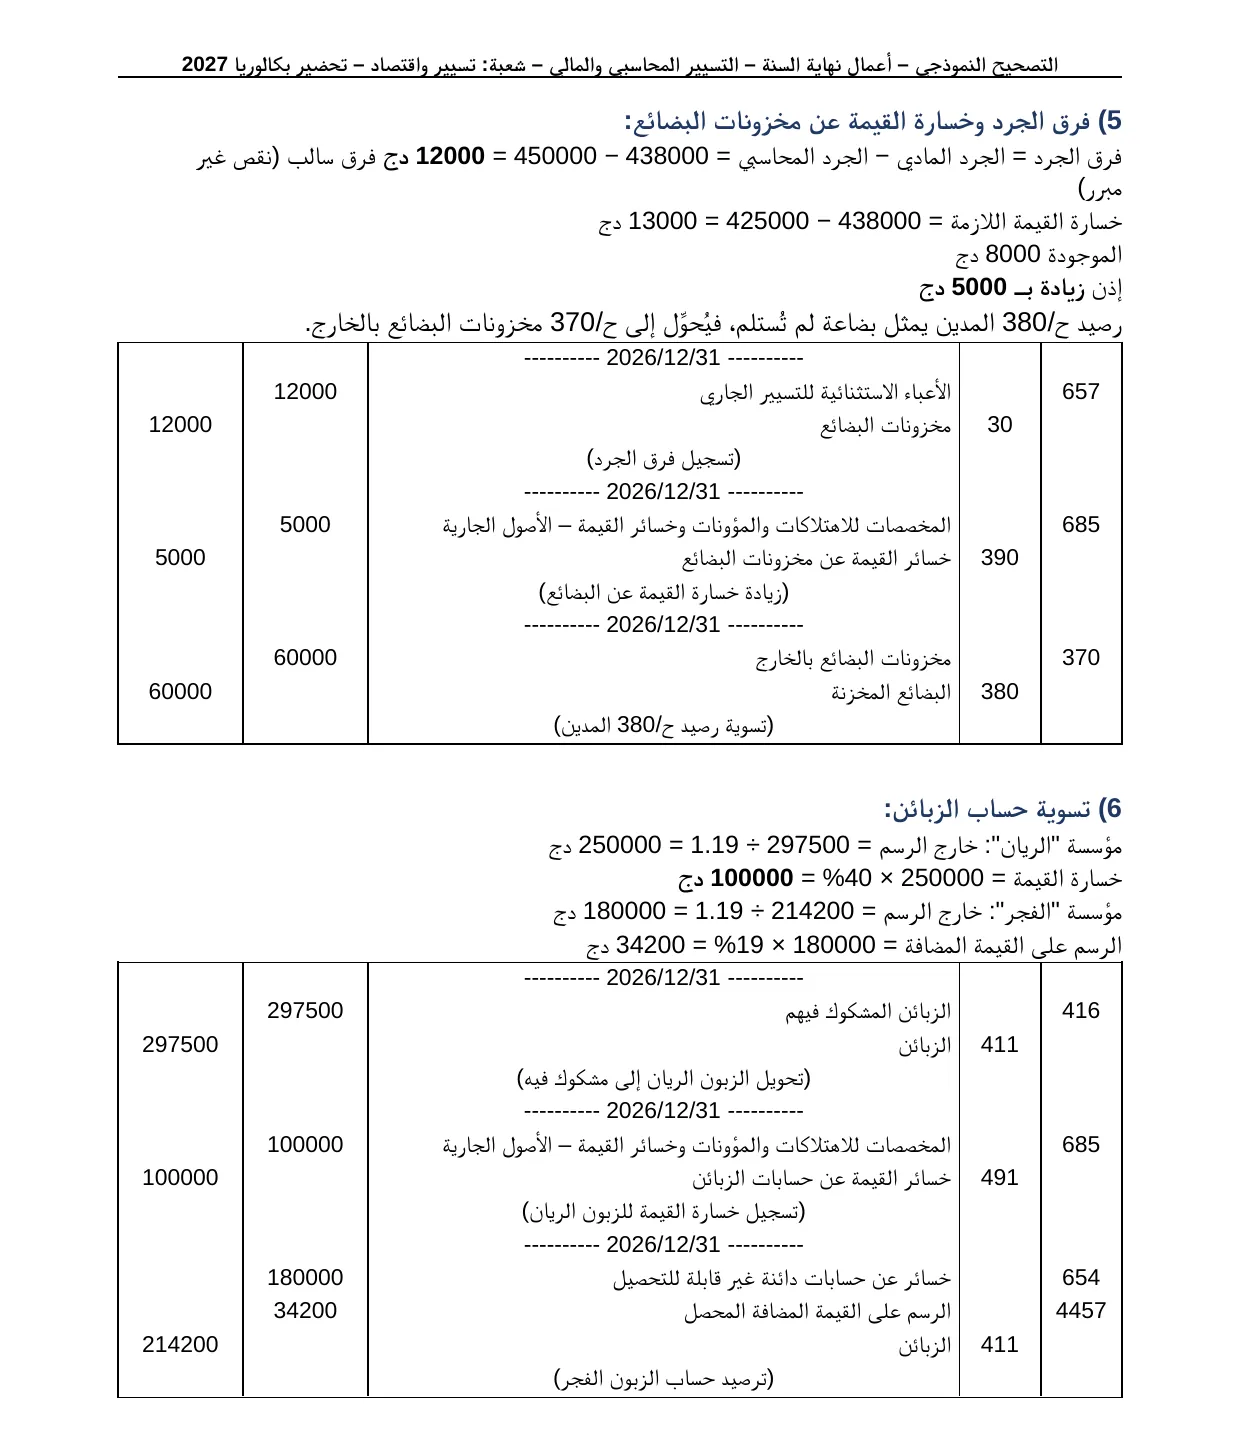 التصحيح النموذجي – أعمال نهاية السنة – التسيير المحاسبي والمالي – شعبة: تسيير واقتصاد – تحضير بكالوريا 2027
5) فرق الجرد وخسارة القيمة عن مخزونات البضائع:
فرق الجرد = الجرد المادي − الجرد المحاسبي = 438000 − 450000 = 12000 دج فرق سالب (نقص غير
مبرر)
خسارة القيمة اللازمة = 438000 − 425000 = 13000 دج
الموجودة 8000 دج
إذن زيادة بـ 5000 دج
رصيد ح/380 المدين يمثل بضاعة لم تُستلم، فيُحوَّل إلى ح/370 مخزونات البضائع بالخارج.
---------- 2026/12/31 ----------
657 الأعباء الاستثنائية للتسيير الجاري 12000
30 مخزونات البضائع 12000
(تسجيل فرق الجرد)
---------- 2026/12/31 ----------
685 المخصصات للاهتلاكات والمؤونات وخسائر القيمة – الأصول الجارية 5000
390 خسائر القيمة عن مخزونات البضائع 5000
(زيادة خسارة القيمة عن البضائع)
---------- 2026/12/31 ----------
370 مخزونات البضائع بالخارج 60000
380 البضائع المخزنة 60000
(تسوية رصيد ح/380 المدين)
6) تسوية حساب الزبائن:
مؤسسة "الريان": خارج الرسم = 297500 ÷ 1.19 = 250000 دج
خسارة القيمة = 250000 × 40% = 100000 دج
مؤسسة "الفجر": خارج الرسم = 214200 ÷ 1.19 = 180000 دج
الرسم على القيمة المضافة = 180000 × 19% = 34200 دج
---------- 2026/12/31 ----------
416 الزبائن المشكوك فيهم 297500
411 الزبائن 297500
(تحويل الزبون الريان إلى مشكوك فيه)
---------- 2026/12/31 ----------
685 المخصصات للاهتلاكات والمؤونات وخسائر القيمة – الأصول الجارية 100000
491 خسائر القيمة عن حسابات الزبائن 100000
(تسجيل خسارة القيمة للزبون الريان)
---------- 2026/12/31 ----------
654 خسائر عن حسابات دائنة غير قابلة للتحصيل 180000
4457 الرسم على القيمة المضافة المحصل 34200
411 الزبائن 214200
(ترصيد حساب الزبون الفجر)